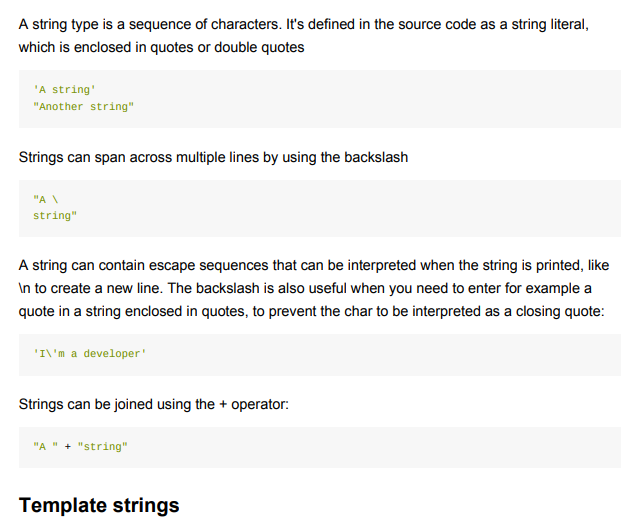 A string type is a sequence of characters. It's defined in the source code as a string literal,
which is enclosed in quotes or double quotes
'A string'
"Another string"
Strings can span across multiple lines by using the backslash
"A \
string"
A string can contain escape sequences that can be interpreted when the string is printed, like
\n to create a new line. The backslash is also useful when you need to enter for example a
quote in a string enclosed in quotes, to prevent the char to be interpreted as a closing quote:
'I\'m a developer'
Strings can be joined using the + operator:
"A " + "string"
Template strings